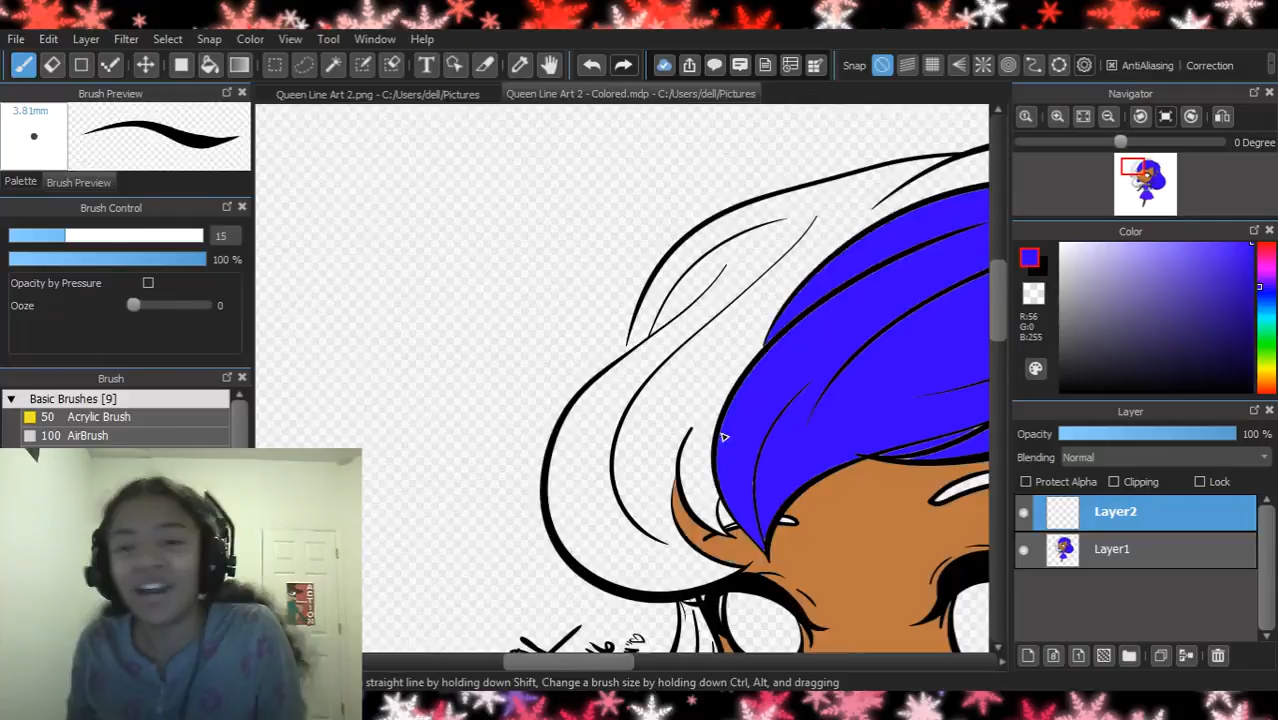 File Edit Layer Filter Select Snap Color View Tool Window Help
T Snap AntiAliasing Correction
Brush Preview
Queen Line Art 2.png - C:/Users/dell/Pictures
Queen Line Art 2 - Colored.mdp - C:/Users/dell/Pictures
Navigator
3.81mm
0 Degree
Palette Brush Preview
Brush Control
Color
15
100 %
Opacity by Pressure
Ooze 0
R:56
G:0
B:255
Brush
Basic Brushes [9]
50 Acrylic Brush
100 AirBrush
Layer
Opacity 100 %
Blending Normal
Protect Alpha Clipping Lock
Layer2
Layer1
ACTION
straight line by holding down Shift, Change a brush size by holding down Ctrl, Alt, and dragging